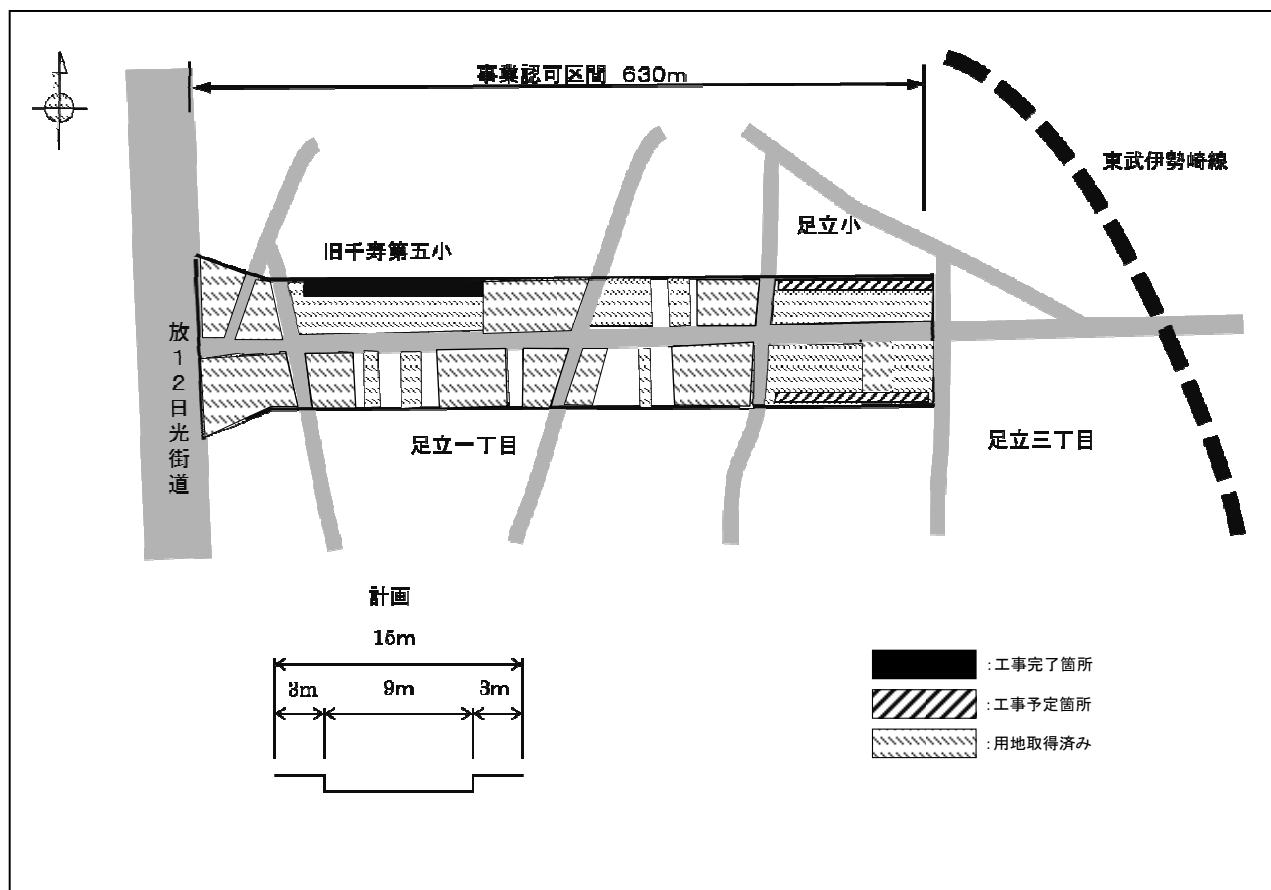 事業認可区間 630m
東武伊勢崎線
足立小
旧千寿第五小
放12日光街道
足立一丁目
足立三丁目
計画
15m
3m
9m
3m
:工事完了箇所
:工事予定箇所
:用地取得済み